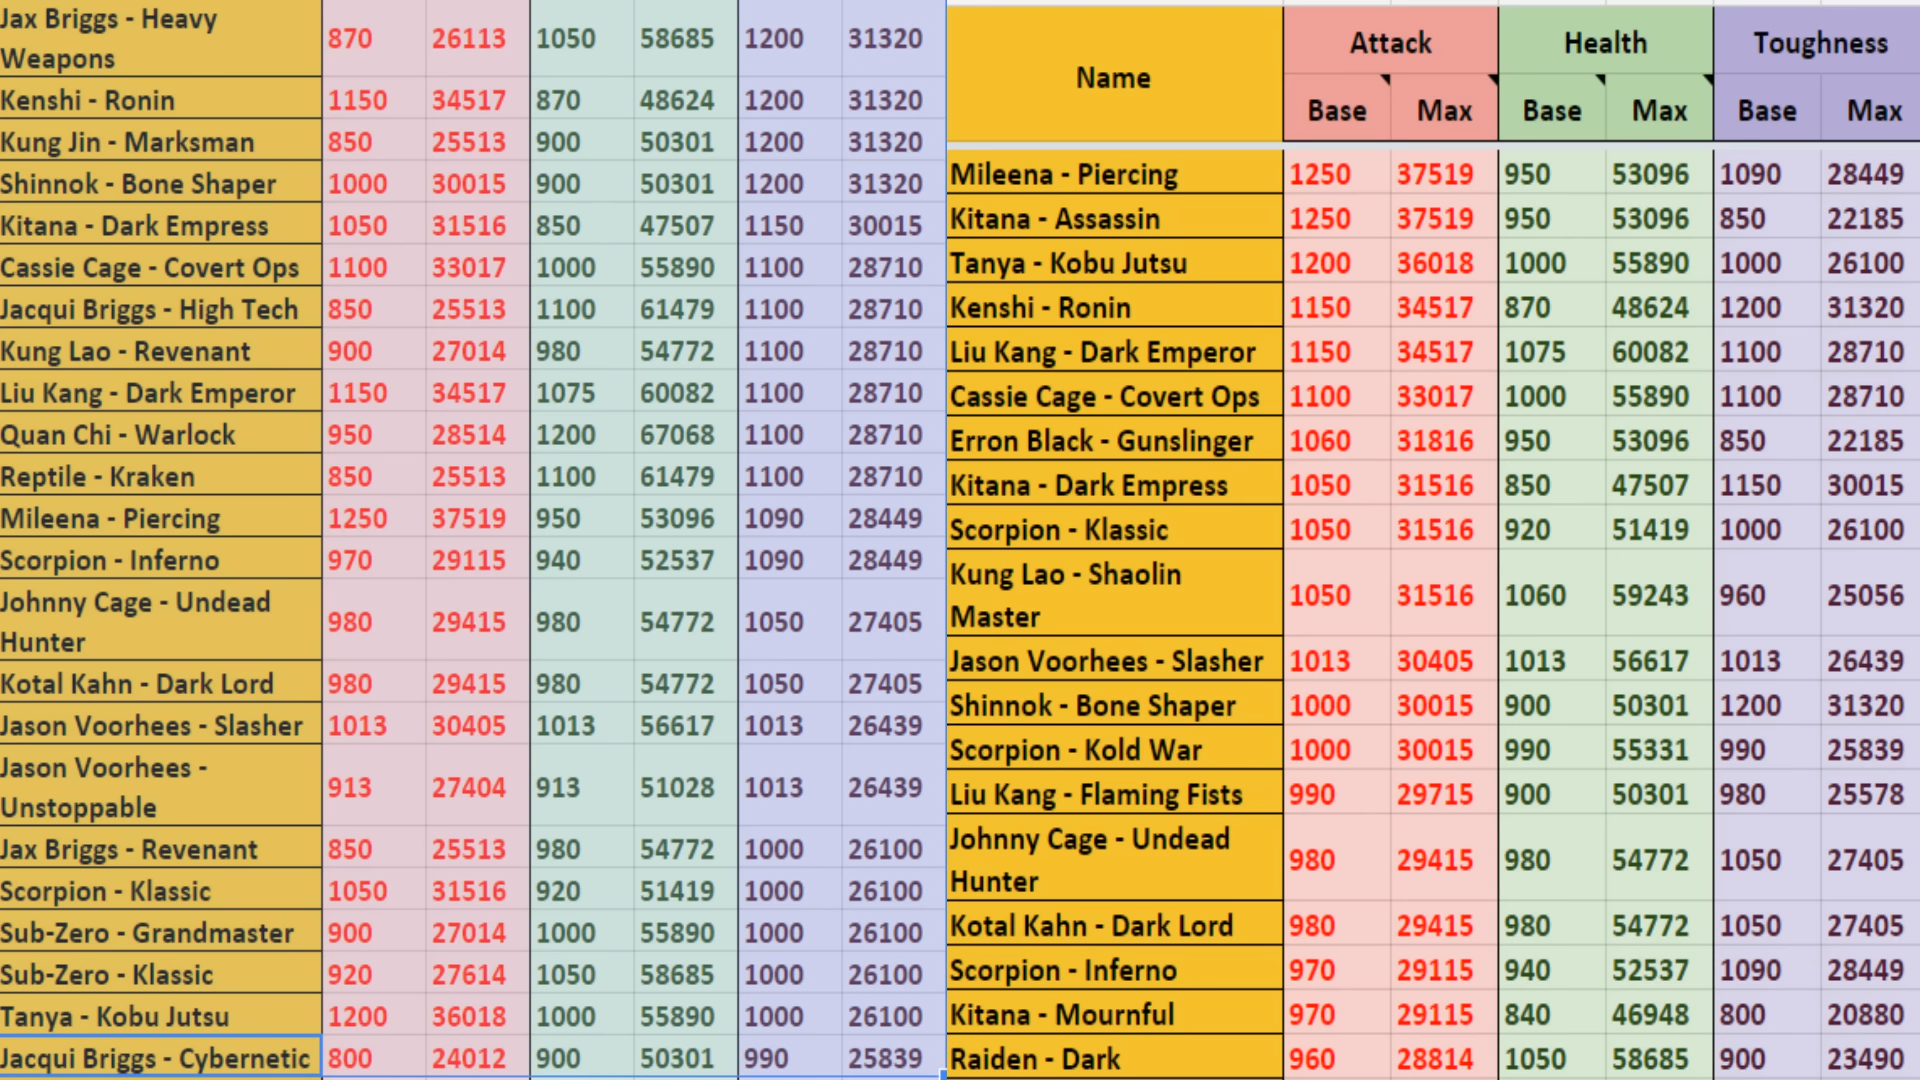 Jax Briggs - Heavy
Weapons 870 26113 1050 58685 1200 31320
Kenshi - Ronin 1150 34517 870 48624 1200 31320
Kung Jin - Marksman 850 25513 900 50301 1200 31320
Shinnok - Bone Shaper 1000 30015 900 50301 1200 31320
Kitana - Dark Empress 1050 31516 850 47507 1150 30015
Cassie Cage - Covert Ops 1100 33017 1000 55890 1100 28710
Jacqui Briggs - High Tech 850 25513 1100 61479 1100 28710
Kung Lao - Revenant 900 27014 980 54772 1100 28710
Liu Kang - Dark Emperor 1150 34517 1075 60082 1100 28710
Quan Chi - Warlock 950 28514 1200 67068 1100 28710
Reptile - Kraken 850 25513 1100 61479 1100 28710
Mileena - Piercing 1250 37519 950 53096 1090 28449
Scorpion - Inferno 970 29115 940 52537 1090 28449
Johnny Cage - Undead
Hunter 980 29415 980 54772 1050 27405
Kotal Kahn - Dark Lord 980 29415 980 54772 1050 27405
Jason Voorhees - Slasher 1013 30405 1013 56617 1013 26439
Jason Voorhees -
Unstoppable 913 27404 913 51028 1013 26439
Jax Briggs - Revenant 850 25513 980 54772 1000 26100
Scorpion - Klassic 1050 31516 920 51419 1000 26100
Sub-Zero - Grandmaster 900 27014 1000 55890 1000 26100
Sub-Zero - Klassic 920 27614 1050 58685 1000 26100
Tanya - Kobu Jutsu 1200 36018 1000 55890 1000 26100
Jacqui Briggs - Cybernetic 800 24012 900 50301 990 25839
Name Attack Health Toughness
Base Max Base Max Base Max
Mileena - Piercing 1250 37519 950 53096 1090 28449
Kitana - Assassin 1250 37519 950 53096 850 22185
Tanya - Kobu Jutsu 1200 36018 1000 55890 1000 26100
Kenshi - Ronin 1150 34517 870 48624 1200 31320
Liu Kang - Dark Emperor 1150 34517 1075 60082 1100 28710
Cassie Cage - Covert Ops 1100 33017 1000 55890 1100 28710
Erron Black - Gunslinger 1060 31816 950 53096 850 22185
Kitana - Dark Empress 1050 31516 850 47507 1150 30015
Scorpion - Klassic 1050 31516 920 51419 1000 26100
Kung Lao - Shaolin
Master 1050 31516 1060 59243 960 25056
Jason Voorhees - Slasher 1013 30405 1013 56617 1013 26439
Shinnok - Bone Shaper 1000 30015 900 50301 1200 31320
Scorpion - Kold War 1000 30015 990 55331 990 25839
Liu Kang - Flaming Fists 990 29715 900 50301 980 25578
Johnny Cage - Undead
Hunter 980 29415 980 54772 1050 27405
Kotal Kahn - Dark Lord 980 29415 980 54772 1050 27405
Scorpion - Inferno 970 29115 940 52537 1090 28449
Kitana - Mournful 970 29115 840 46948 800 20880
Raiden - Dark 960 28814 1050 58685 900 23490